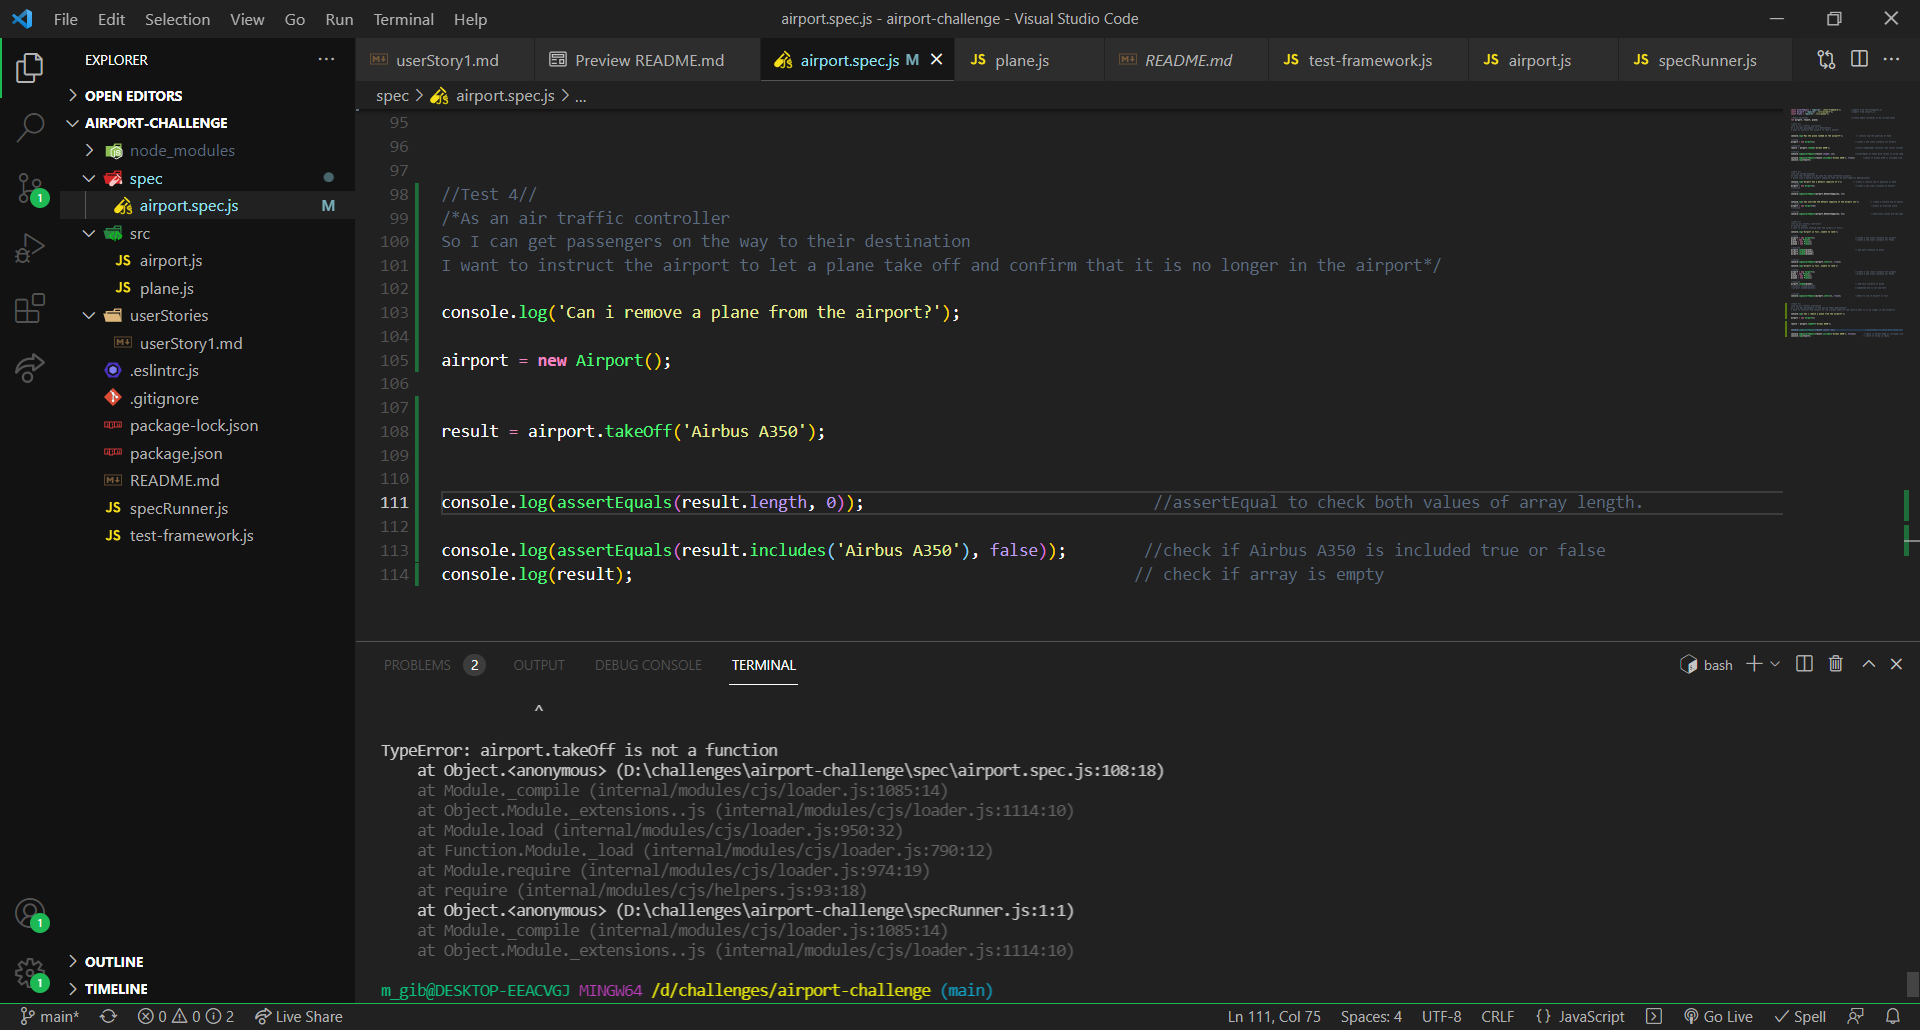 File Edit Selection View Go Run Terminal Help
airport.spec.js - airport-challenge - Visual Studio Code
EXPLORER
OPEN EDITORS
AIRPORT-CHALLENGE
node_modules
spec
airport.spec.js M
src
airport.js
plane.js
userStories
userStory1.md
.eslintrc.js
.gitignore
package-lock.json
package.json
README.md
specRunner.js
test-framework.js
OUTLINE
TIMELINE
1
1
1
userStory1.md
Preview README.md
airport.spec.js M
JS plane.js
README.md
JS test-framework.js
JS airport.js
JS specRunner.js
spec > airport.spec.js > ...
95
96
97
98 //Test 4//
99 /*As an air traffic controller
100 So I can get passengers on the way to their destination
101 I want to instruct the airport to let a plane take off and confirm that it is no longer in the airport*/
102
103 console.log('Can i remove a plane from the airport?');
104
105 airport = new Airport();
106
107
108 result = airport.takeOff('Airbus A350');
109
110
111 console.log(assertEquals(result.length, 0)); //assertEqual to check both values of array length.
112
113 console.log(assertEquals(result.includes('Airbus A350'), false)); //check if Airbus A350 is included true or false
114 console.log(result); // check if array is empty
PROBLEMS 2 OUTPUT DEBUG CONSOLE TERMINAL
bash
^
TypeError: airport.takeOff is not a function
at Object.<anonymous> (D:\challenges\airport-challenge\spec\airport.spec.js:108:18)
at Module._compile (internal/modules/cjs/loader.js:1085:14)
at Object.Module._extensions..js (internal/modules/cjs/loader.js:1114:10)
at Module.load (internal/modules/cjs/loader.js:950:32)
at Function.Module._load (internal/modules/cjs/loader.js:790:12)
at Module.require (internal/modules/cjs/loader.js:974:19)
at require (internal/modules/cjs/helpers.js:93:18)
at Object.<anonymous> (D:\challenges\airport-challenge\specRunner.js:1:1)
at Module._compile (internal/modules/cjs/loader.js:1085:14)
at Object.Module._extensions..js (internal/modules/cjs/loader.js:1114:10)
m_gib@DESKTOP-EEACVGJ MINGW64 /d/challenges/airport-challenge (main)
main* 0 0 2 Live Share
Ln 111, Col 75 Spaces: 4 UTF-8 CRLF {} JavaScript Go Live Spell